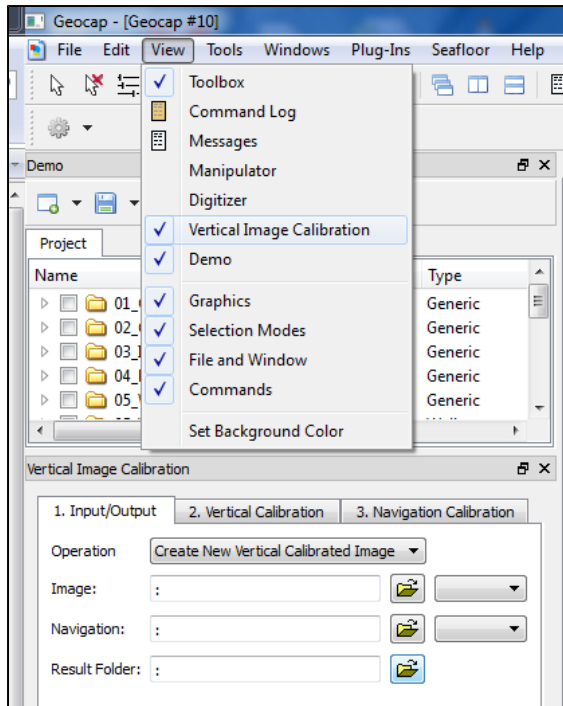 Geocap - [Geocap #10]
File Edit View Tools Windows Plug-Ins Seafloor Help
Toolbox
Command Log
Messages
Manipulator
Digitizer
Vertical Image Calibration
Demo
Graphics
Selection Modes
File and Window
Commands
Set Background Color
Demo
Project
Name Type
01_ Generic
02_ Generic
03_ Generic
04_ Generic
05_ Generic
Vertical Image Calibration
1. Input/Output 2. Vertical Calibration 3. Navigation Calibration
Operation Create New Vertical Calibrated Image
Image: :
Navigation: :
Result Folder: :